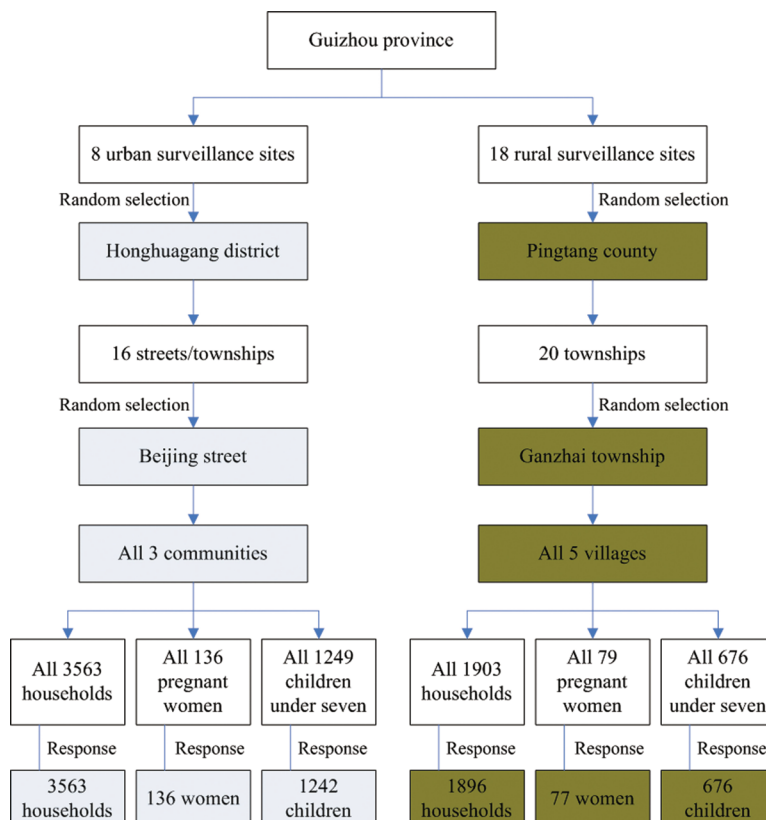 Guizhou province
8 urban surveillance sites
18 rural surveillance sites
Random selection
Random selection
Honghuagang district
Pingtang county
16 streets/townships
20 townships
Random selection
Random selection
Beijing street
Ganzhai township
All 3 communities
All 5 villages
All 3563
households
All 136
pregnant
women
All 1249
children
under seven
All 1903
households
All 79
pregnant
women
All 676
children
under seven
Response
Response
Response
Response
Response
Response
3563
households
136 women
1242
children
1896
households
77 women
676
children